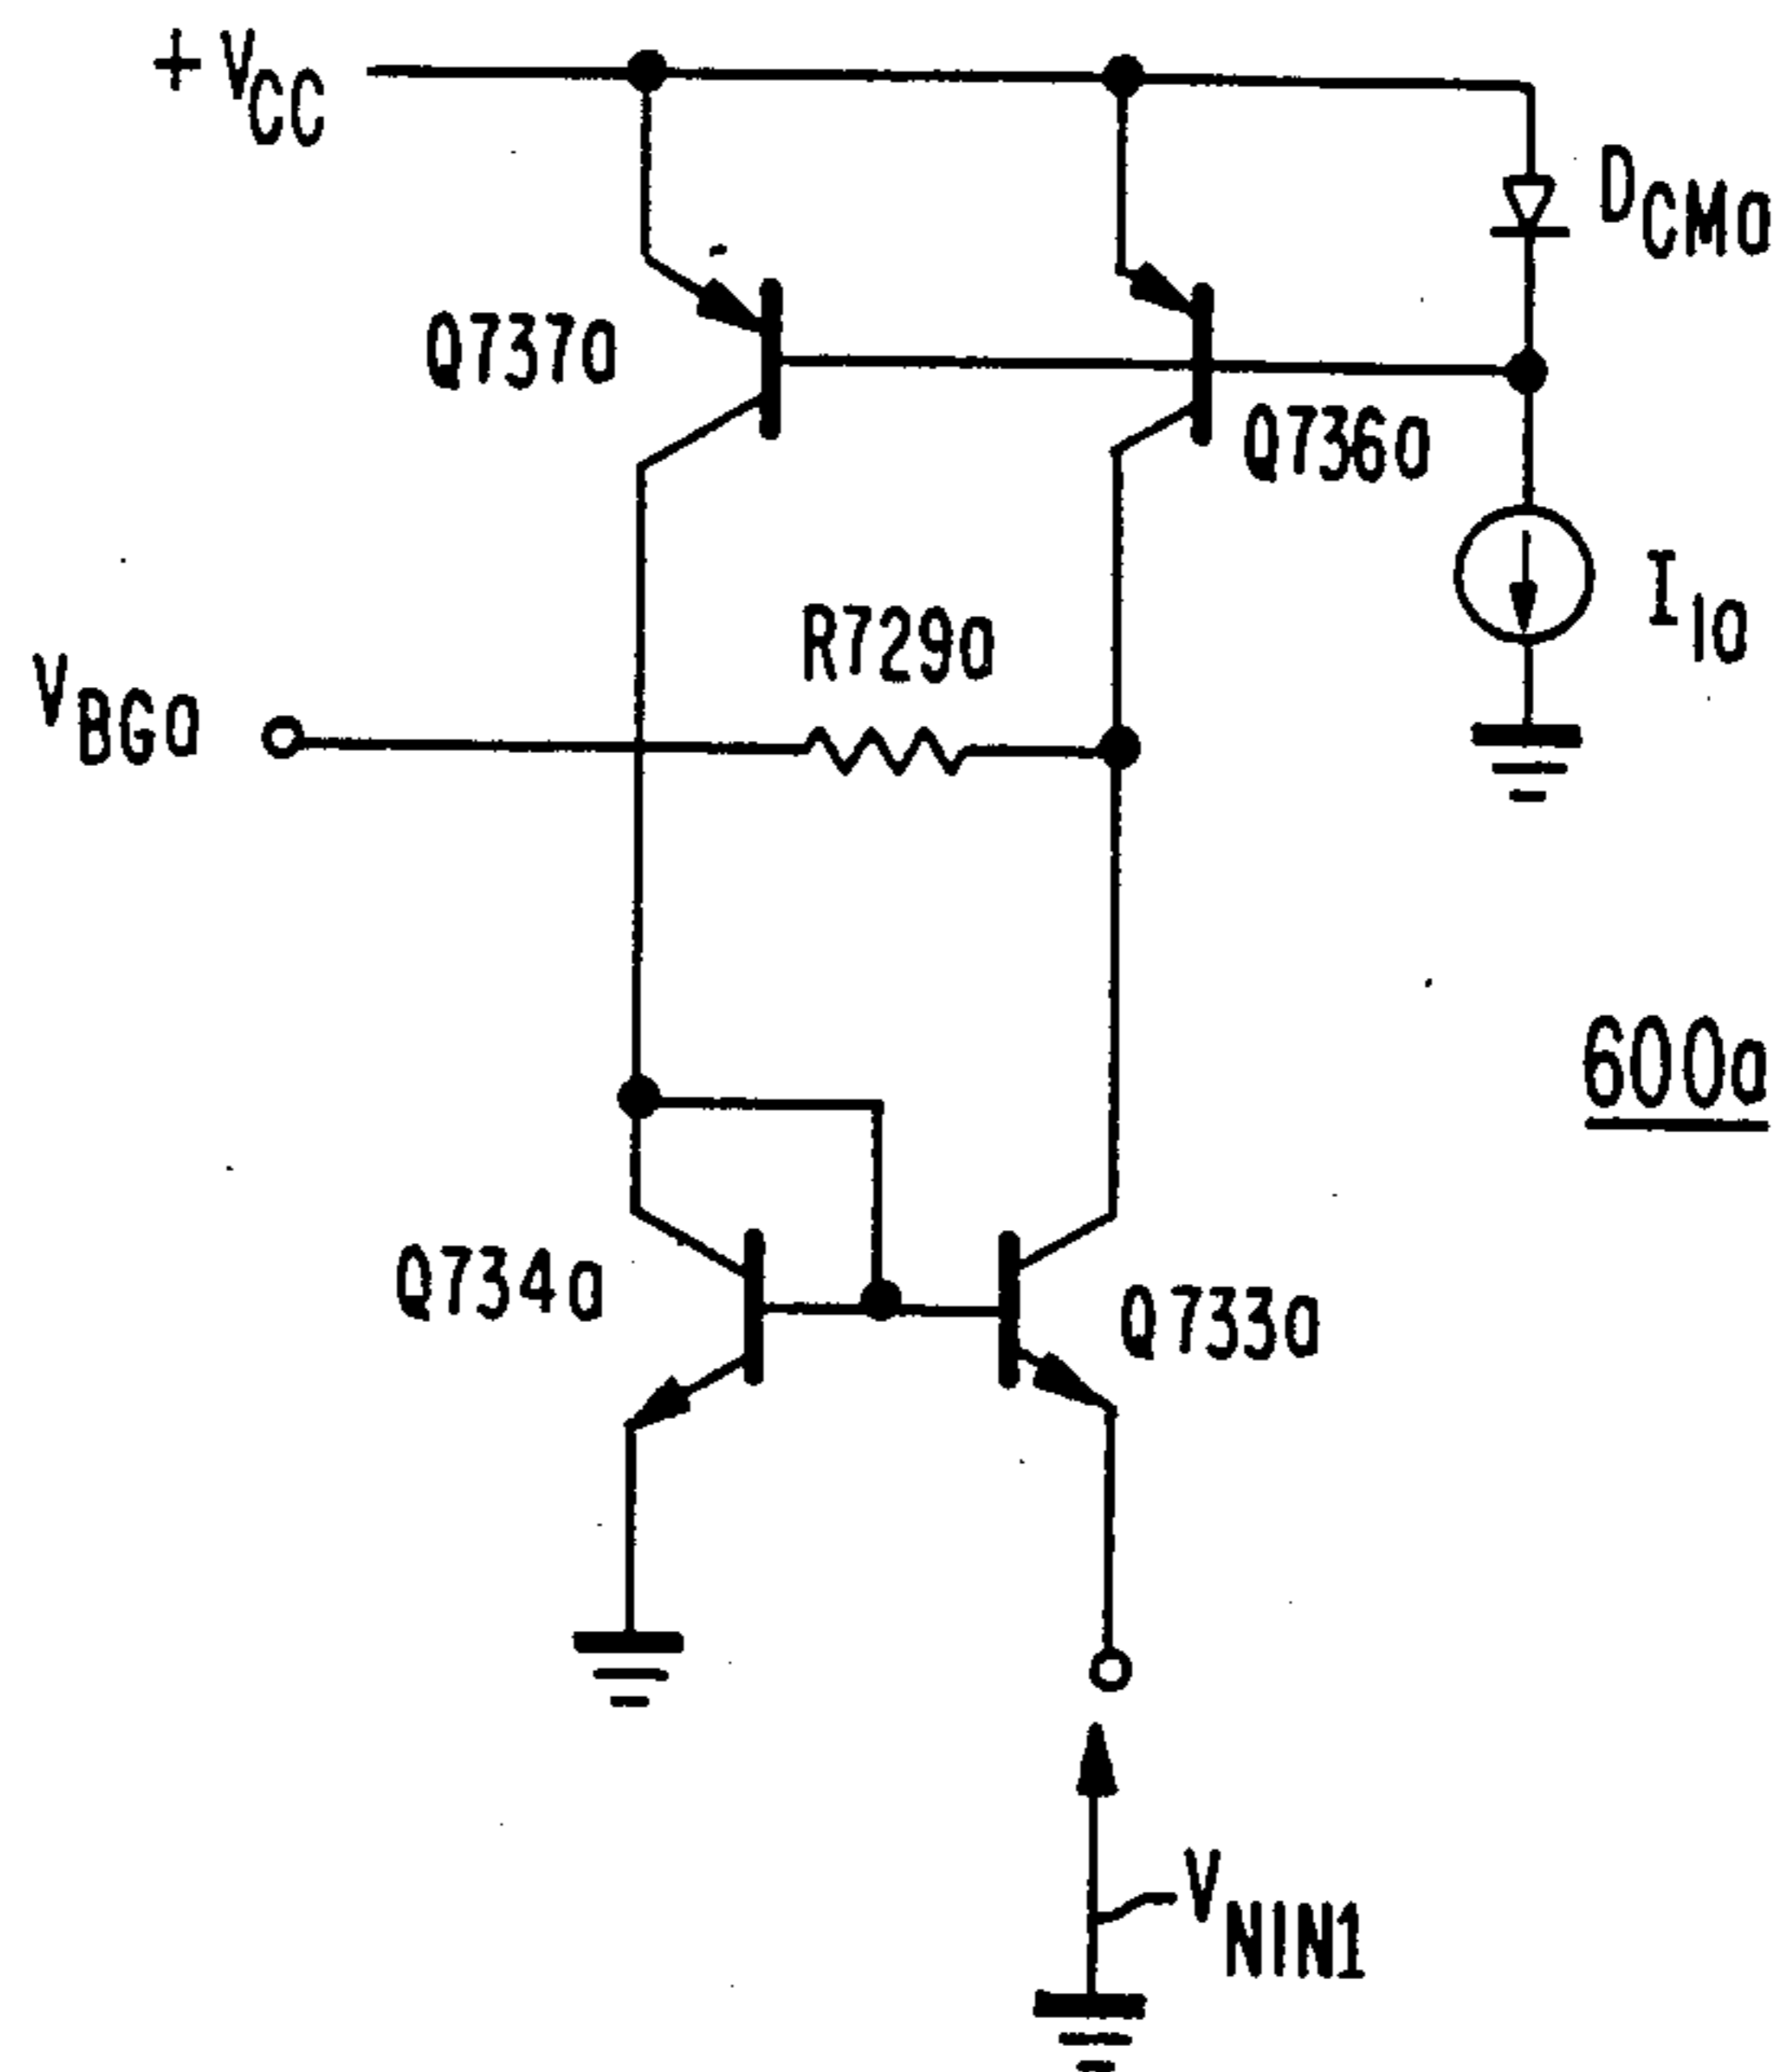 + VCC
DCMa
Q737a
Q736a
I1a
R729a
VBGa
600a
Q734a
Q733a
VNIN1